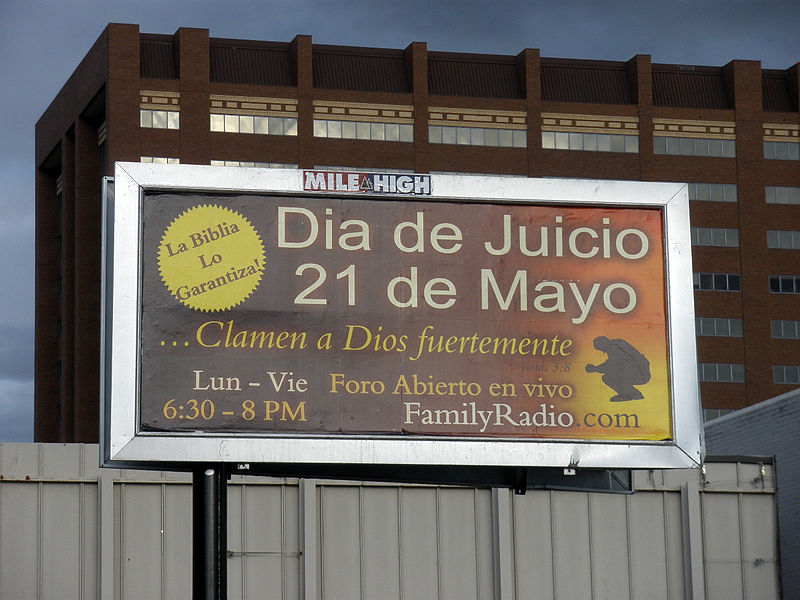 MILE HIGH
La Biblia
Lo
Garantiza!
Dia de Juicio
21 de Mayo
...Clamen a Dios fuertemente
Jonás 3:8
Lun - Vie Foro Abierto en vivo
6:30 - 8 PM FamilyRadio.com